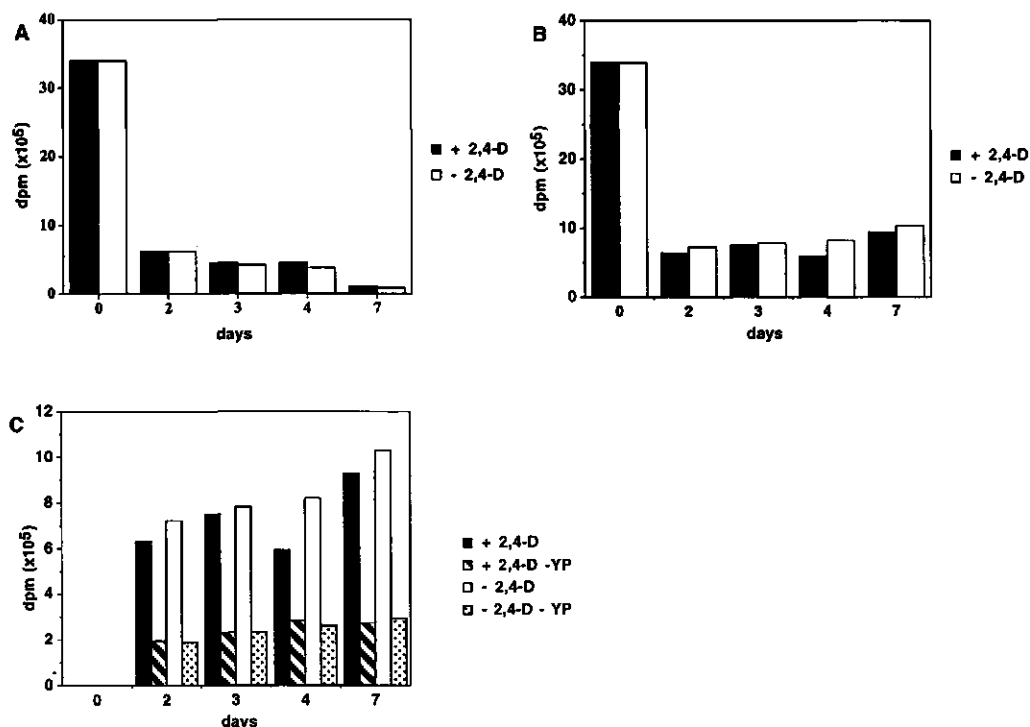 A
40
30
20
10
0
dpm (x10⁵)
0 2 3 4 7
days
+ 2,4-D
- 2,4-D
B
40
30
20
10
0
dpm (x10⁵)
0 2 3 4 7
days
+ 2,4-D
- 2,4-D
C
12
10
8
6
4
2
dpm (x10⁵)
0 2 3 4 7
days
+ 2,4-D
+ 2,4-D -YP
- 2,4-D
- 2,4-D - YP